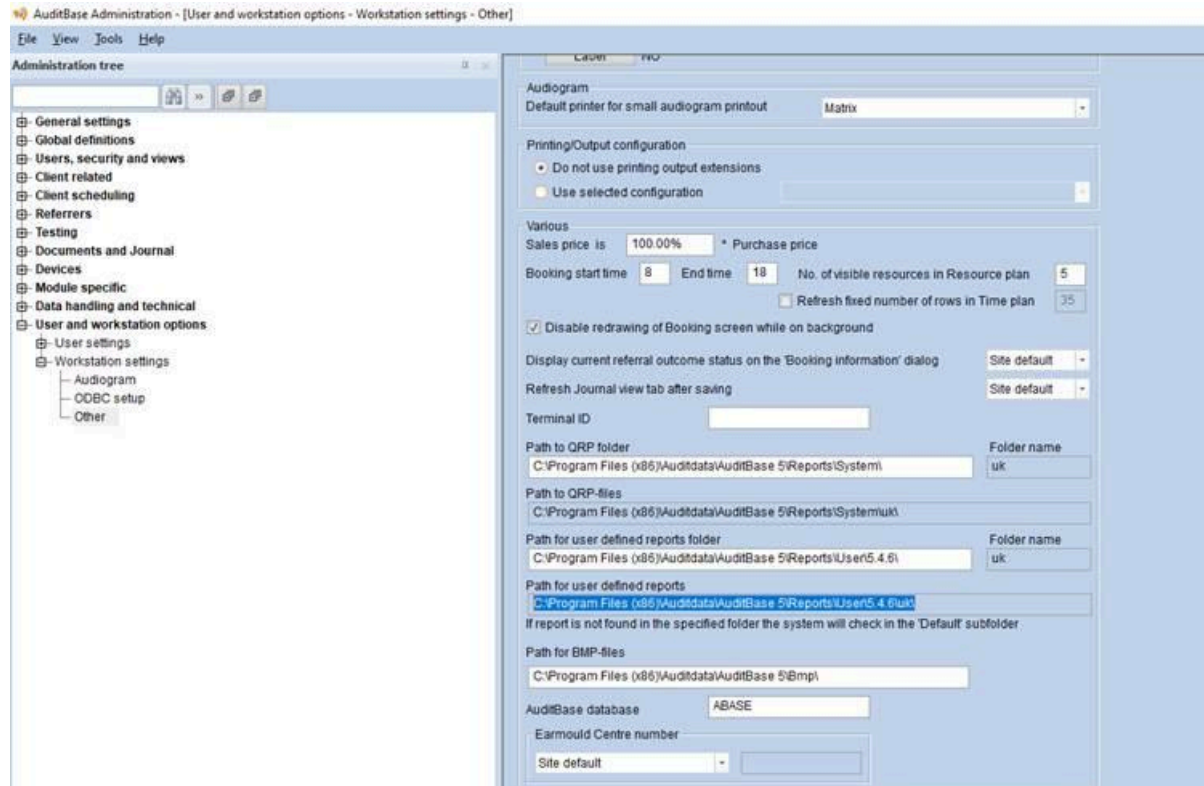 AuditBase Administration - [User and workstation options - Workstation settings - Other]
File View Tools Help
Administration tree
General settings
Global definitions
Users, security and views
Client related
Client scheduling
Referrers
Testing
Documents and Journal
Devices
Module specific
Data handling and technical
User and workstation options
User settings
Workstation settings
Audiogram
ODBC setup
Other
Label NO
Audiogram
Default printer for small audiogram printout Matrix
Printing/Output configuration
Do not use printing output extensions
Use selected configuration
Various
Sales price is 100.00% * Purchase price
Booking start time 8 End time 18 No. of visible resources in Resource plan 5
Refresh fixed number of rows in Time plan 35
Disable redrawing of Booking screen while on background
Display current referral outcome status on the 'Booking information' dialog Site default
Refresh Journal view tab after saving Site default
Terminal ID
Path to QRP folder Folder name
C:\Program Files (x86)\Auditdata\AuditBase 5\Reports\System\ uk
Path to QRP-files
C:\Program Files (x86)\Auditdata\AuditBase 5\Reports\System\uk\
Path for user defined reports folder Folder name
C:\Program Files (x86)\Auditdata\AuditBase 5\Reports\User\5.4.6\ uk
Path for user defined reports
C:\Program Files (x86)\Auditdata\AuditBase 5\Reports\User\5.4.6\uk\
If report is not found in the specified folder the system will check in the 'Default' subfolder
Path for BMP-files
C:\Program Files (x86)\Auditdata\AuditBase 5\Bmp\
AuditBase database ABASE
Earmould Centre number
Site default